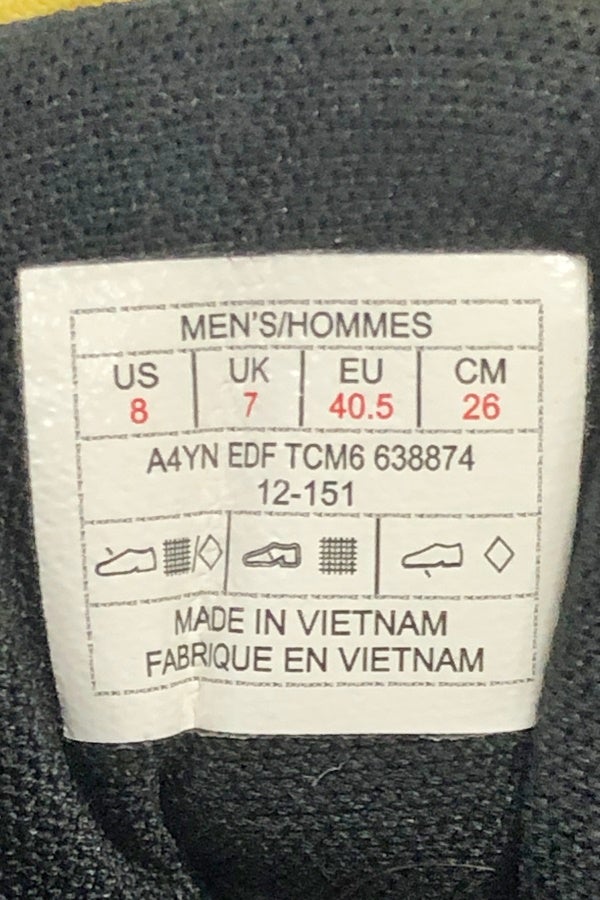 MEN'S/HOMMES
US UK EU CM
8 7 40.5 26
A4YN EDF TCM6 638874
12-151
MADE IN VIETNAM
FABRIQUE EN VIETNAM